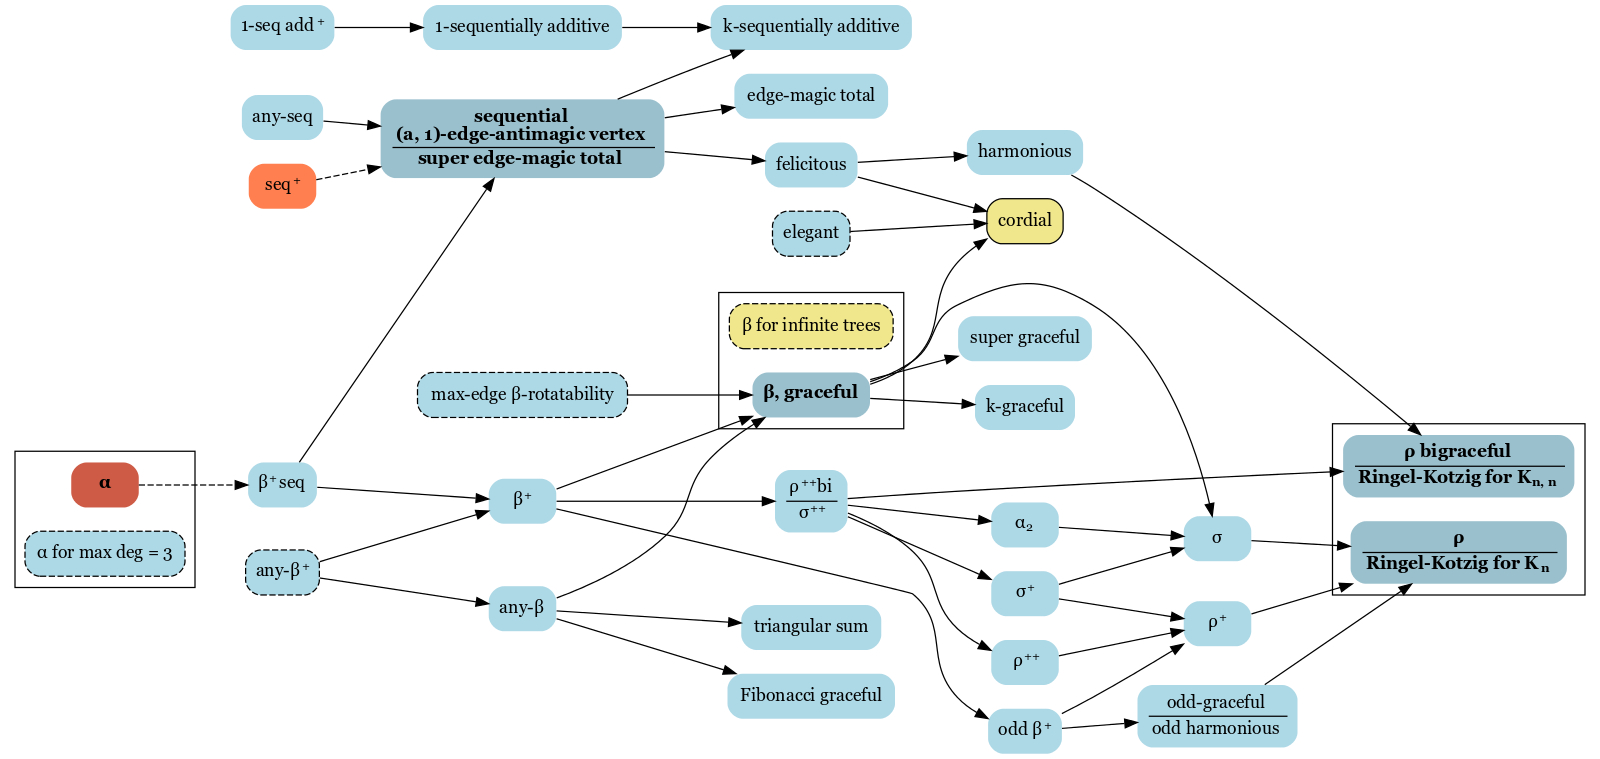 1-seq add⁺
1-sequentially additive
k-sequentially additive
any-seq
seq⁺
sequential
(a, 1)-edge-antimagic vertex
super edge-magic total
edge-magic total
felicitous
harmonious
elegant
cordial
β for infinite trees
max-edge β-rotatability
β, graceful
super graceful
k-graceful
α
α for max deg = 3
β⁺seq
any-β⁺
β⁺
any-β
ρ⁺⁺bi
σ⁺⁺
triangular sum
Fibonacci graceful
α₂
σ⁺
ρ⁺⁺
odd β⁺
σ
ρ⁺
odd-graceful
odd harmonious
ρ bigraceful
Ringel-Kotzig for Kₙ, ₙ
ρ
Ringel-Kotzig for Kₙ